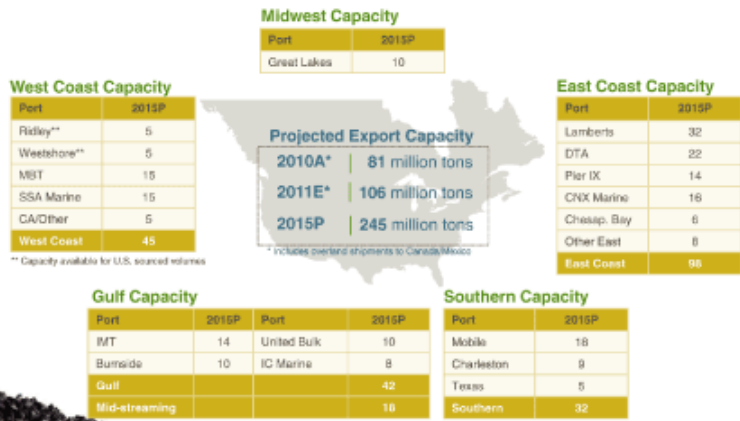 Midwest Capacity
Port 2015P
Great Lakes 10
West Coast Capacity
Port 2015P
Ridley** 5
Westshore** 5
MBT 15
SSA Marine 15
CA/Other 5
West Coast 45
** Capacity available for U.S. sourced volumes
Projected Export Capacity
2010A* 81 million tons
2011E* 106 million tons
2015P 245 million tons
* Includes overland shipments to Canada/Mexico
East Coast Capacity
Port 2015P
Lamberts 32
DTA 22
Pier IX 14
CNX Marine 16
Chesap. Bay 6
Other East 8
East Coast 98
Gulf Capacity
Port 2015P Port 2015P
IMT 14 United Bulk 10
Burnside 10 IC Marine 8
Gulf 42
Mid-streaming 18
Southern Capacity
Port 2015P
Mobile 18
Charleston 9
Texas 5
Southern 32